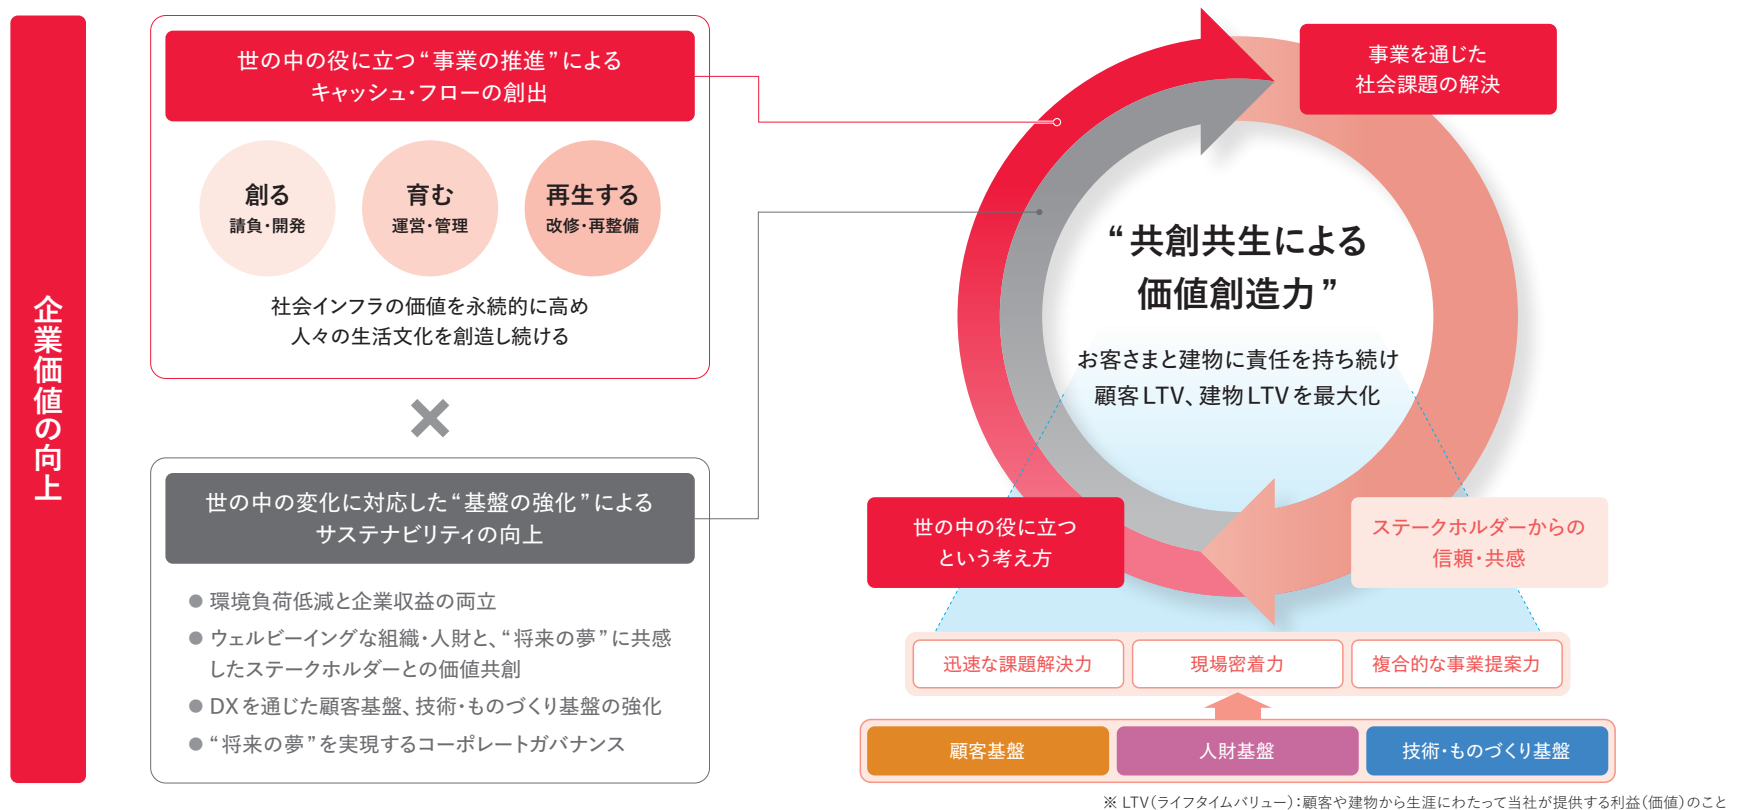 企業価値の向上
世の中の役に立つ“事業の推進”による
キャッシュ・フローの創出
創る
請負・開発
育む
運営・管理
再生する
改修・再整備
社会インフラの価値を永続的に高め
人々の生活文化を創造し続ける
×
世の中の変化に対応した“基盤の強化”による
サステナビリティの向上
● 環境負荷低減と企業収益の両立
● ウェルビーイングな組織・人財と、“将来の夢”に共感
したステークホルダーとの価値共創
● DXを通じた顧客基盤、技術・ものづくり基盤の強化
● “将来の夢”を実現するコーポレートガバナンス
事業を通じた
社会課題の解決
“共創共生による
価値創造力”
お客さまと建物に責任を持ち続け
顧客LTV、建物LTVを最大化
世の中の役に立つ
という考え方
ステークホルダーからの
信頼・共感
迅速な課題解決力
現場密着力
複合的な事業提案力
顧客基盤
人財基盤
技術・ものづくり基盤
※ LTV(ライフタイムバリュー):顧客や建物から生涯にわたって当社が提供する利益(価値)のこと